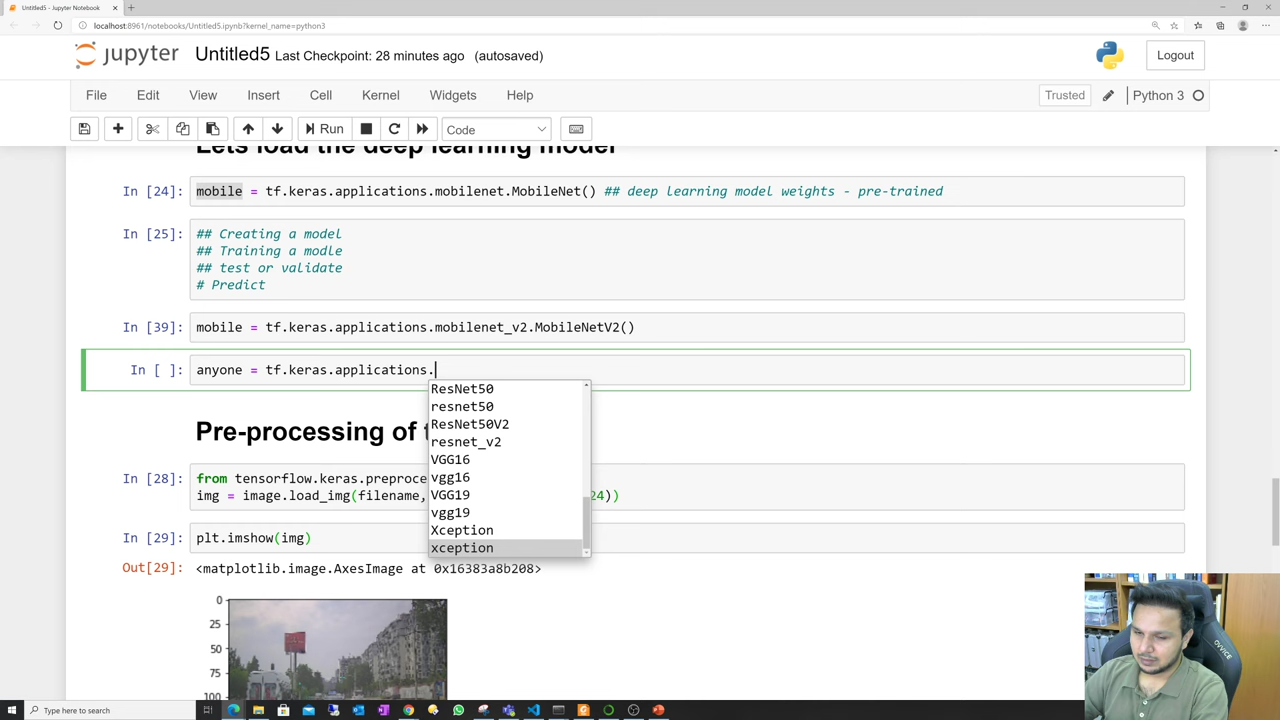 Untitled5 - Jupyter Notebook
localhost:8961/notebooks/Untitled5.ipynb?kernel_name=python3
jupyter Untitled5 Last Checkpoint: 28 minutes ago (autosaved) Logout
File Edit View Insert Cell Kernel Widgets Help Trusted Python 3
Run Code
Lets load the deep learning model
In [24]: mobile = tf.keras.applications.mobilenet.MobileNet() ## deep learning model weights - pre-trained
In [25]: ## Creating a model
## Training a modle
## test or validate
# Predict
In [39]: mobile = tf.keras.applications.mobilenet_v2.MobileNetV2()
In [ ]: anyone = tf.keras.applications.
ResNet50
resnet50
ResNet50V2
resnet_v2
VGG16
vgg16
VGG19
vgg19
Xception
xception
Pre-processing of t
In [28]: from tensorflow.keras.preproce
img = image.load_img(filename, 24))
In [29]: plt.imshow(img)
Out[29]: <matplotlib.image.AxesImage at 0x16383a8b208>
0
25
50
75
100
Type here to search